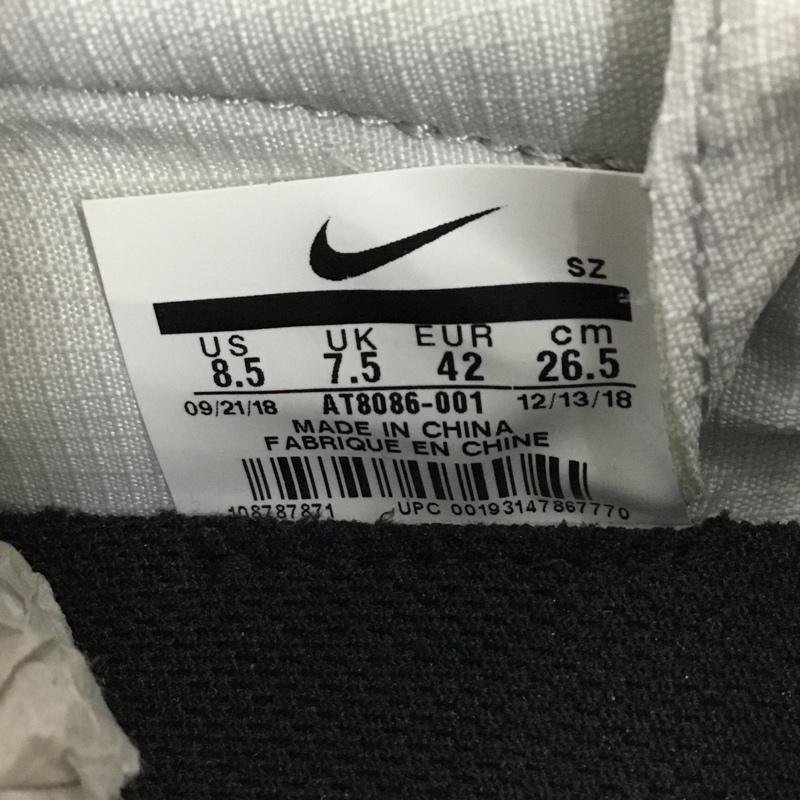 SZ
US UK EUR cm
8.5 7.5 42 26.5
09/21/18 AT8086-001 12/13/18
MADE IN CHINA
FABRIQUE EN CHINE
108787871 UPC 00193147867770